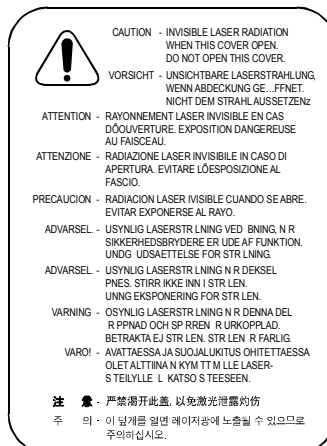 CAUTION - INVISIBLE LASER RADIATION
WHEN THIS COVER OPEN.
DO NOT OPEN THIS COVER.
VORSICHT - UNSICHTBARE LASERSTRAHLUNG,
WENN ABDECKUNG GE...FFNET.
NICHT DEM STRAHL AUSSETZENz
ATTENTION - RAYONNEMENT LASER INVISIBLE EN CAS
DÕOUVERTURE. EXPOSITION DANGEREUSE
AU FAISCEAU.
ATTENZIONE - RADIAZIONE LASER INVISIBILE IN CASO DI
APERTURA. EVITARE LÕESPOSIZIONE AL
FASCIO.
PRECAUCION - RADIACION LASER IVISIBLE CUANDO SE ABRE.
EVITAR EXPONERSE AL RAYO.
ADVARSEL. - USYNLIG LASERSTR LNING VED BNING, N R
SIKKERHEDSBRYDERE ER UDE AF FUNKTION.
UNDG UDSAETTELSE FOR STR LNING.
ADVARSEL. - USYNLIG LASERSTR LNING N R DEKSEL
PNES. STIRR IKKE INN I STR LEN.
UNNG EKSPONERING FOR STR LEN.
VARNING - OSYNLIG LASERSTR LNING N R DENNA DEL
R PPNAD OCH SP RREN R URKOPPLAD.
BETRAKTA EJ STR LEN. STR LEN R FARLIG.
VARO! - AVATTAESSA JA SUOJALUKITUS OHITETTAESSA
OLET ALTTIINA N KYM TT M LLE LASER-
S TEILYLLE L KATSO S TEESEEN.
注 意 - 严禁揭开此盖, 以免激光泄露灼伤
주 의 - 이 덮개를 열면 레이저광에 노출될 수 있으므로
주의하십시오.